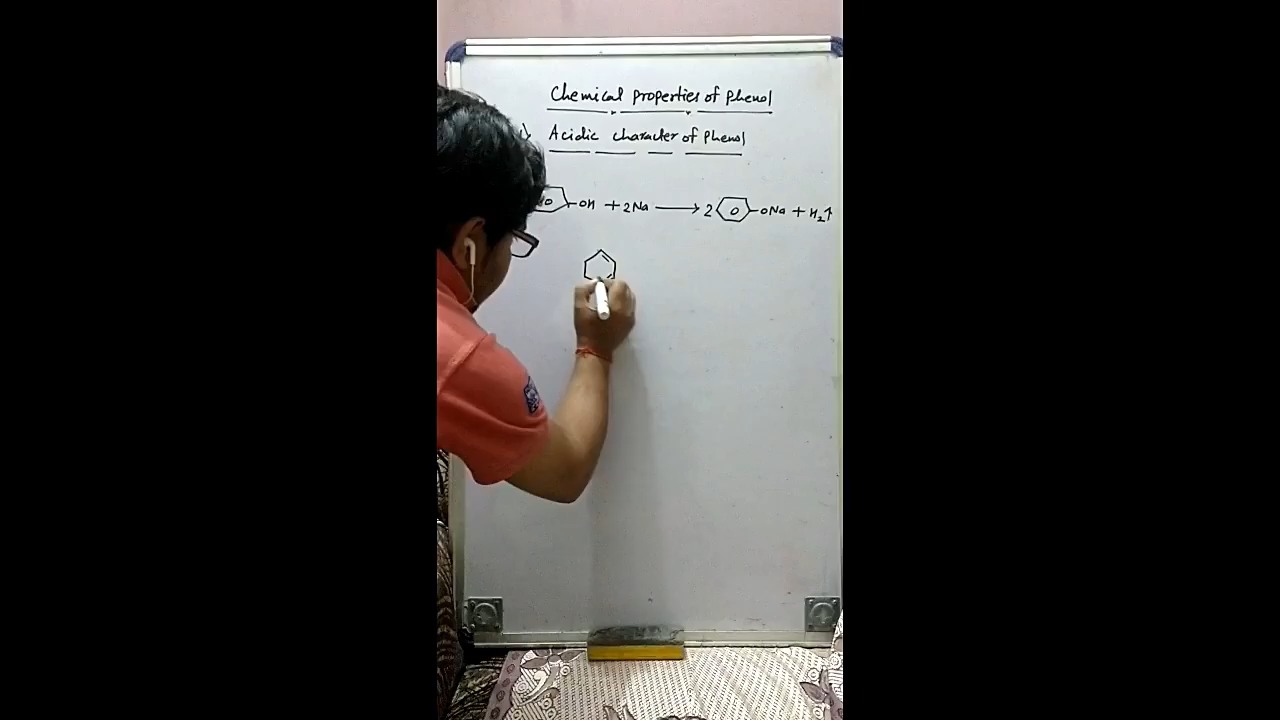 Chemical properties of phenol
Acidic character of Phenol
-OH + 2Na ⟶ 2 -ONa + H₂↑